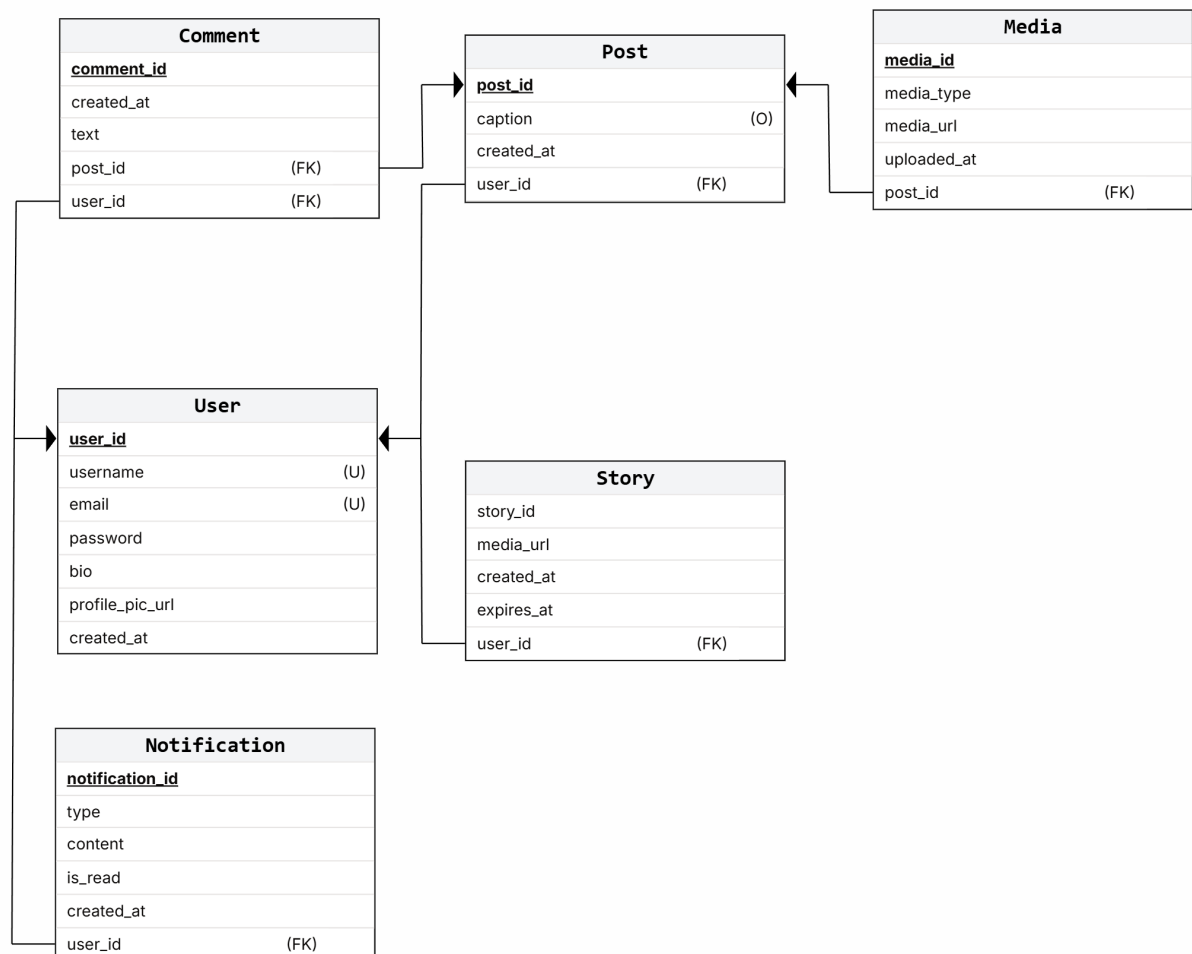 Comment
comment_id
created_at
text
post_id (FK)
user_id (FK)
Post
post_id
caption (O)
created_at
user_id (FK)
Media
media_id
media_type
media_url
uploaded_at
post_id (FK)
User
user_id
username (U)
email (U)
password
bio
profile_pic_url
created_at
Story
story_id
media_url
created_at
expires_at
user_id (FK)
Notification
notification_id
type
content
is_read
created_at
user_id (FK)